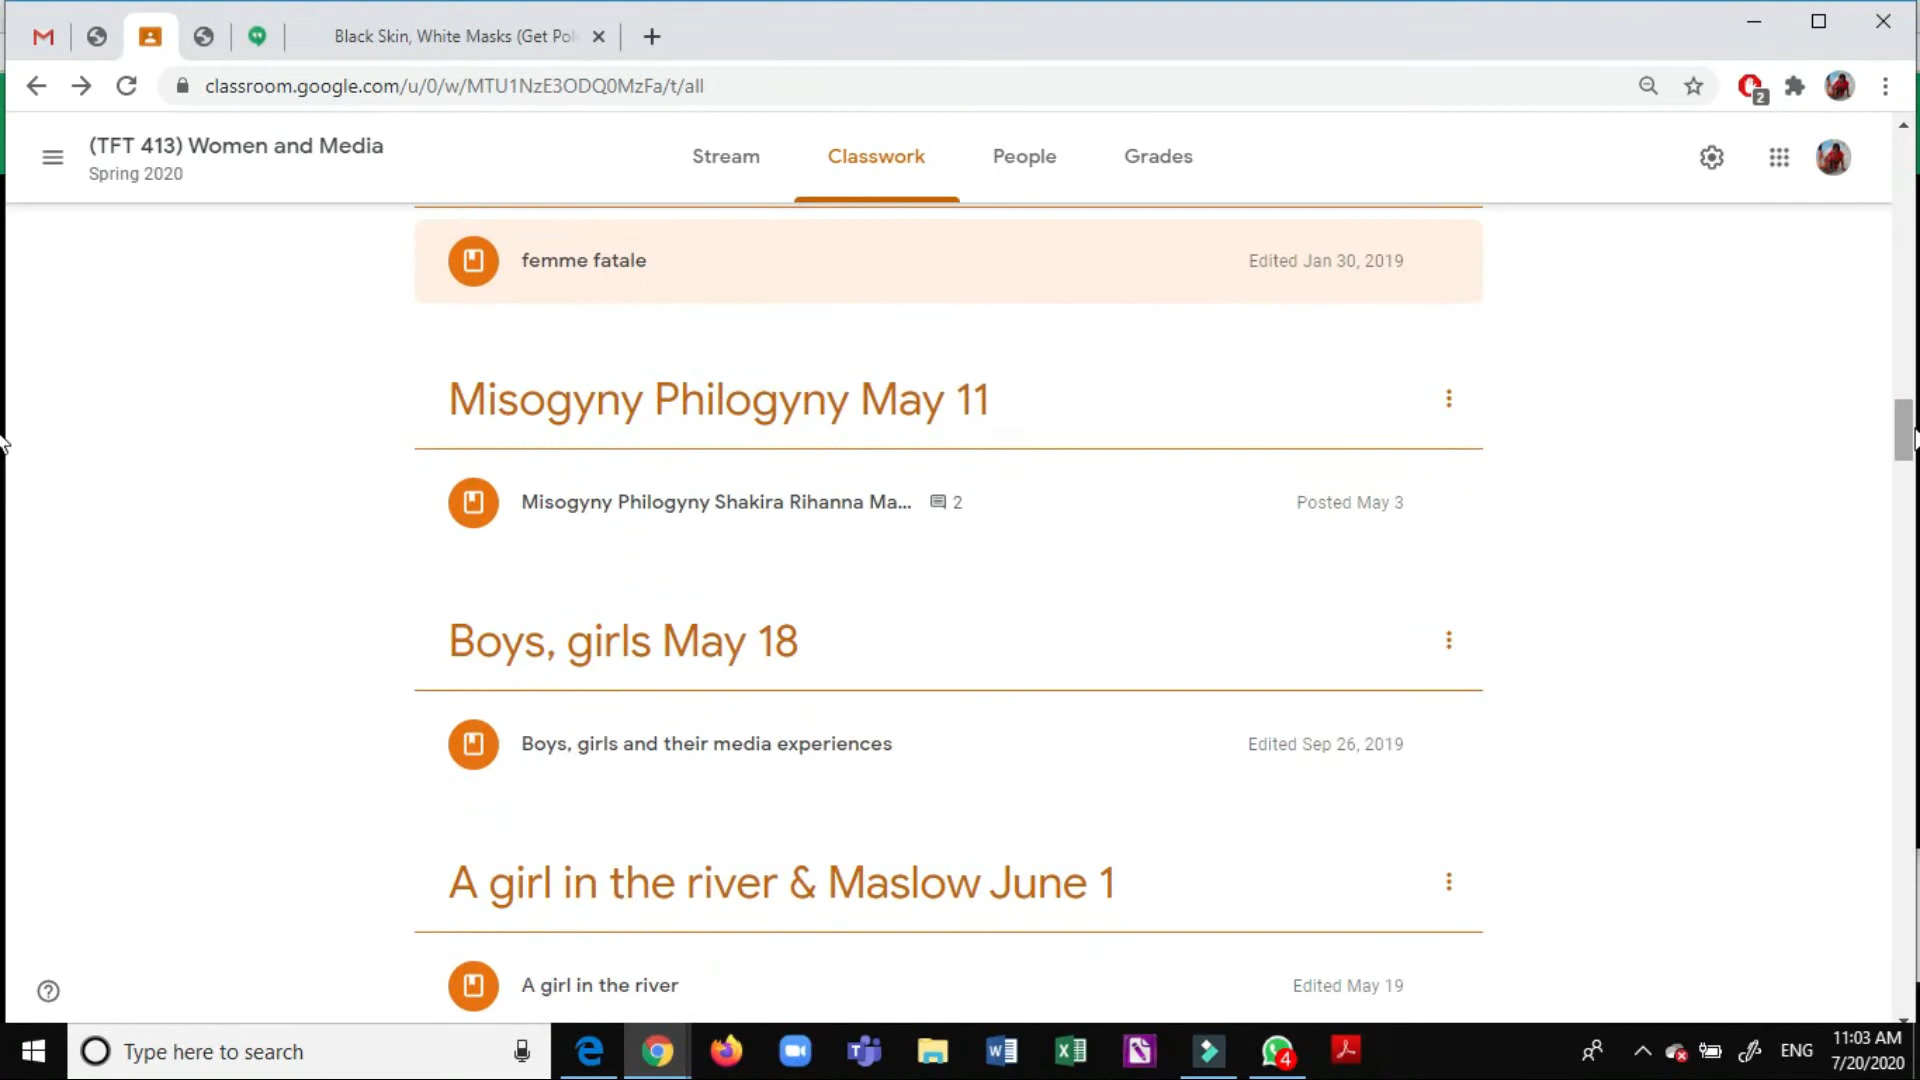 Black Skin, White Masks (Get Pol
classroom.google.com/u/0/w/MTU1NzE3ODQ0MzFa/t/all
2
(TFT 413) Women and Media
Spring 2020
Stream
Classwork
People
Grades
femme fatale
Edited Jan 30, 2019
Misogyny Philogyny May 11
Misogyny Philogyny Shakira Rihanna Ma...
2
Posted May 3
Boys, girls May 18
Boys, girls and their media experiences
Edited Sep 26, 2019
A girl in the river & Maslow June 1
A girl in the river
Edited May 19
Type here to search
4
ENG
11:03 AM
7/20/2020